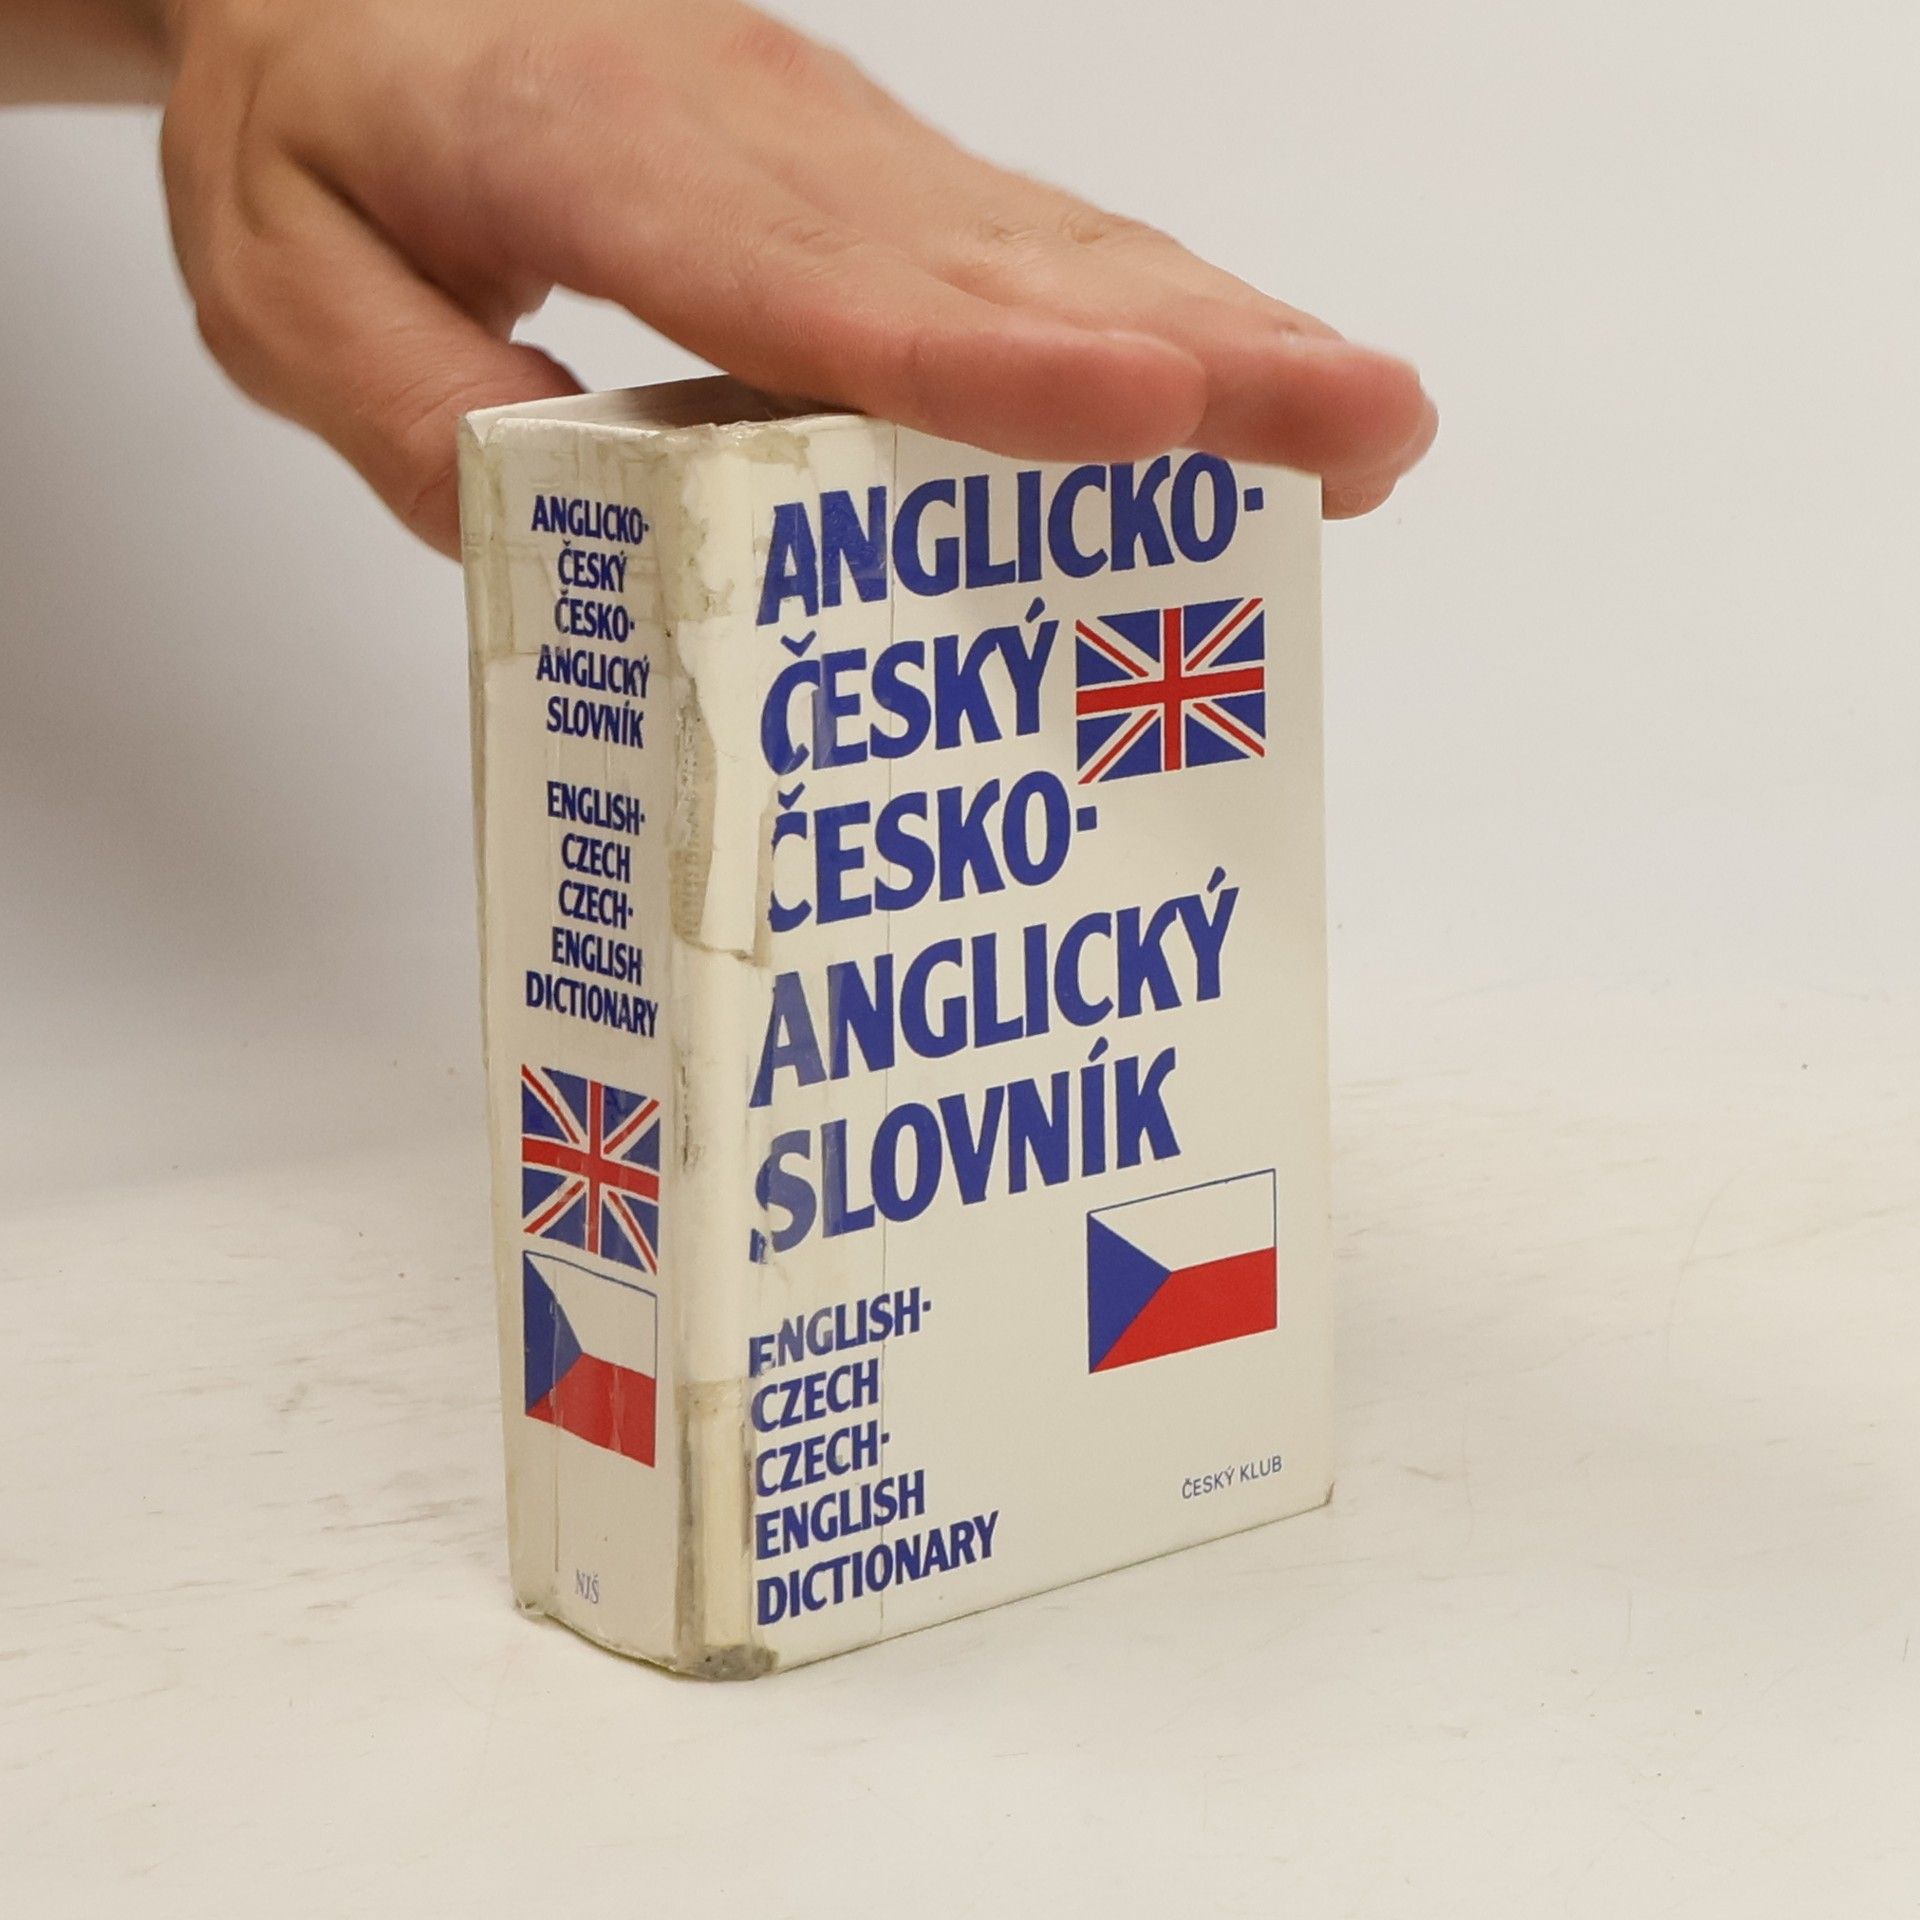 ANGLICKO-
ČESKÝ
ČESKO-
ANGLICKÝ
SLOVNÍK
ENGLISH-
CZECH
CZECH-
ENGLISH
DICTIONARY
NJŠ
ANGLICKO-
ČESKÝ
ČESKO-
ANGLICKÝ
SLOVNÍK
ENGLISH-
CZECH
CZECH-
ENGLISH
DICTIONARY
ČESKÝ KLUB